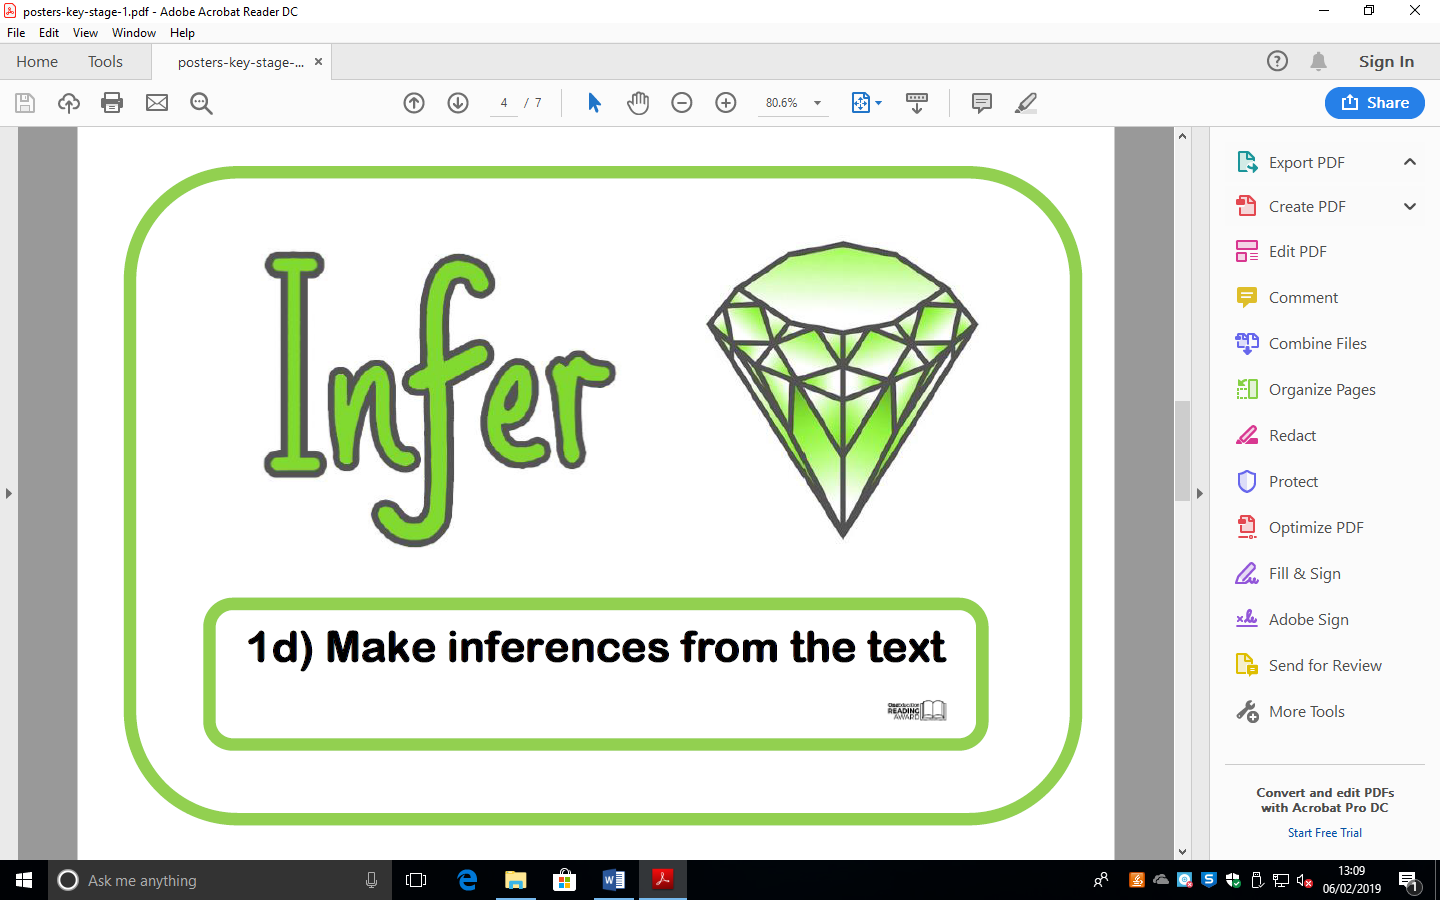 posters-key-stage-1.pdf - Adobe Acrobat Reader DC
File Edit View Window Help
Home Tools posters-key-stage-... × Sign In
4 / 7 80.6% Share
Infer
1d) Make inferences from the text
OneEducation
READING
AWARD
Export PDF
Create PDF
Edit PDF
Comment
Combine Files
Organize Pages
Redact
Protect
Optimize PDF
Fill & Sign
Adobe Sign
Send for Review
More Tools
Convert and edit PDFs
with Acrobat Pro DC
Start Free Trial
Ask me anything
13:09
06/02/2019
1